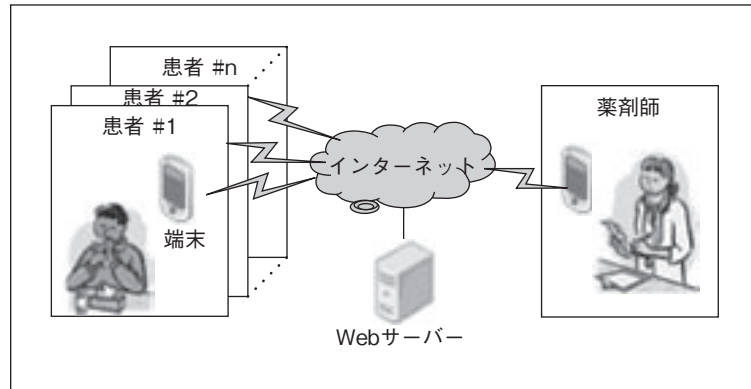 患者 #n
患者 #2
患者 #1
端末
インターネット
Webサーバー
薬剤師